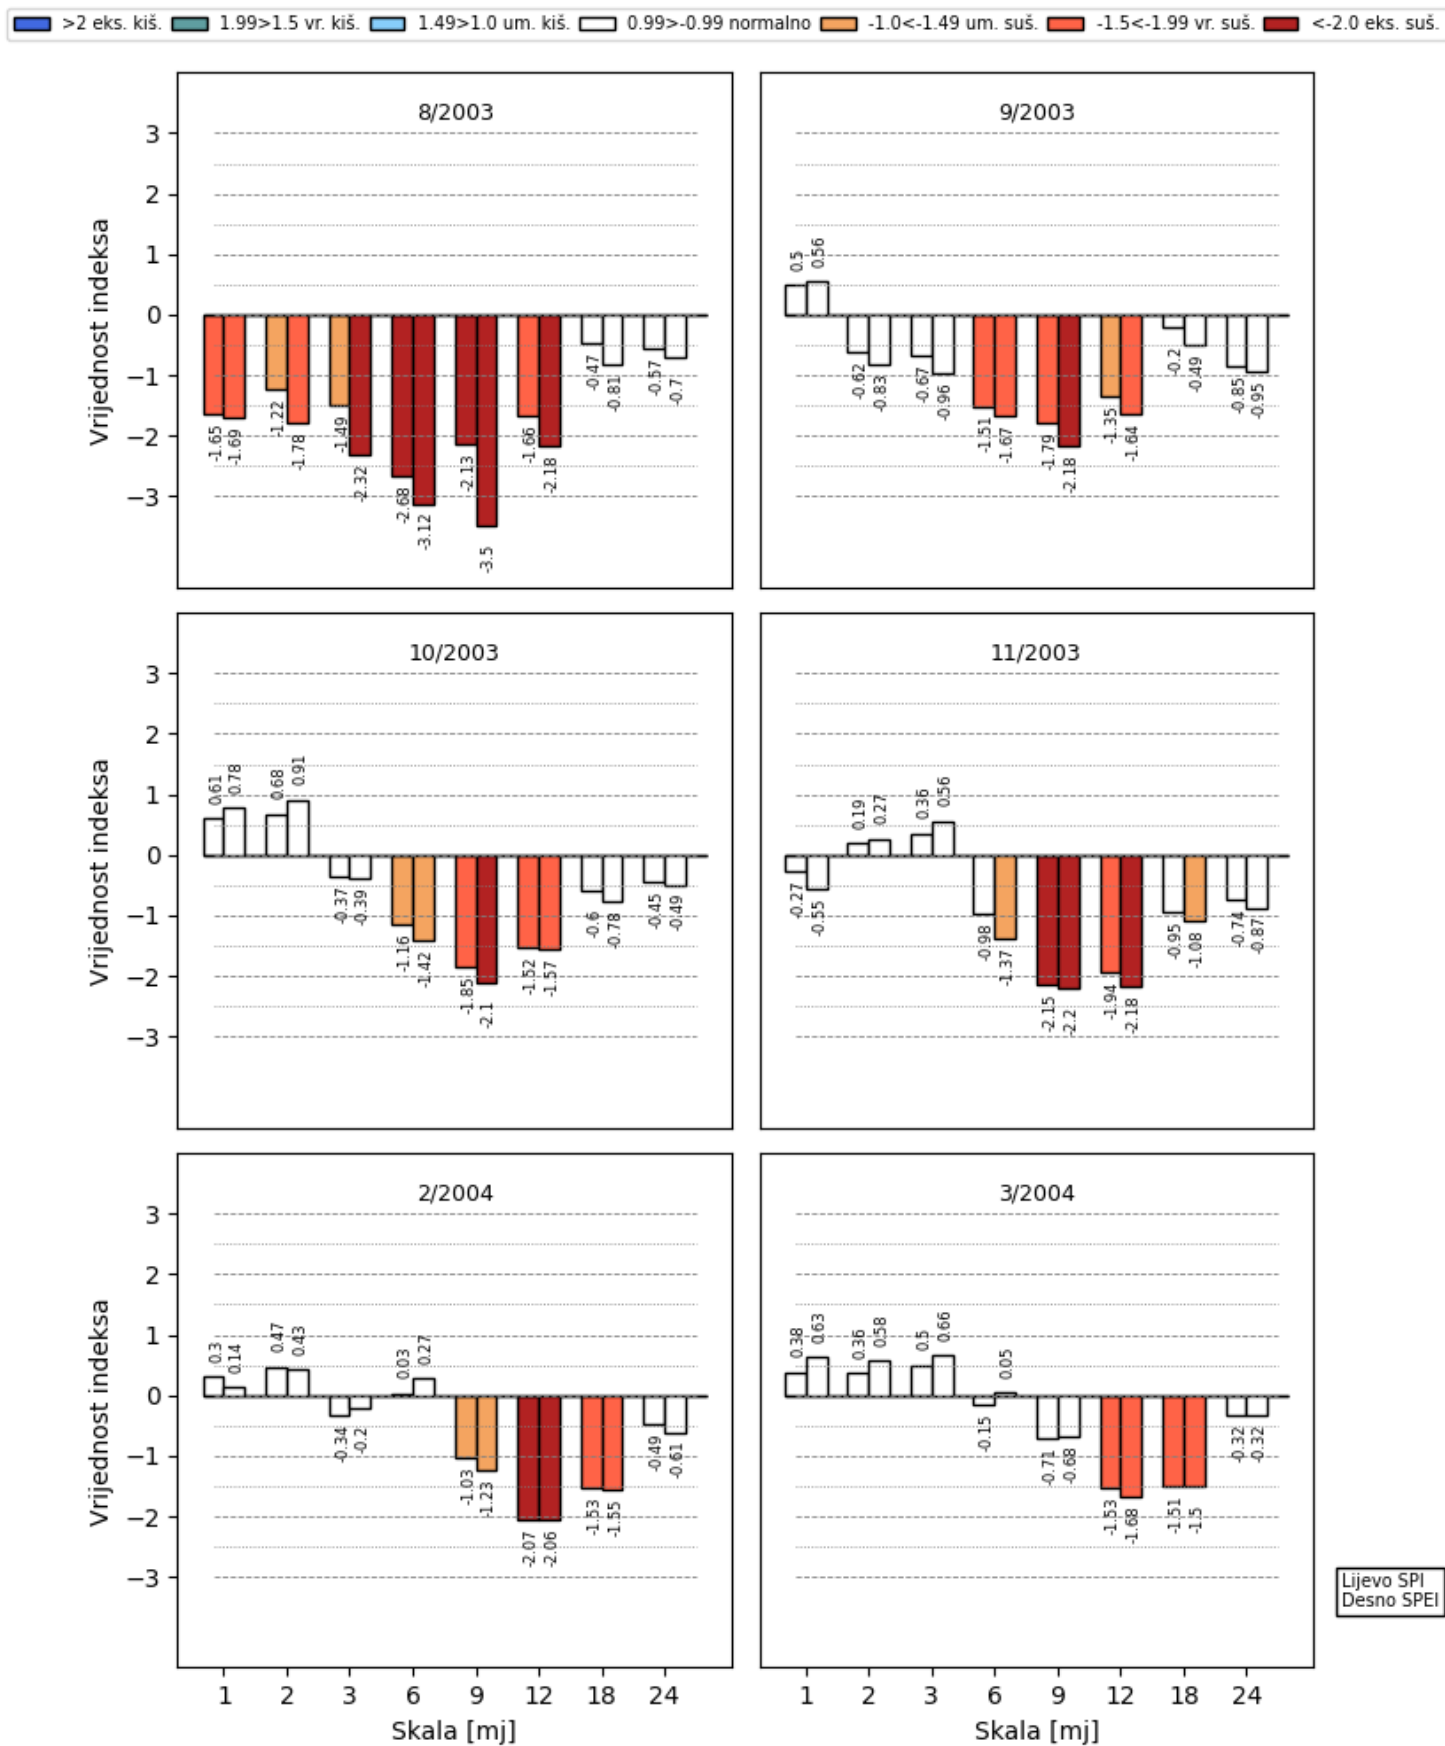 >2 eks. kiš. 1.99>1.5 vr. kiš. 1.49>1.0 um. kiš. 0.99>-0.99 normalno -1.0<-1.49 um. suš. -1.5<-1.99 vr. suš. <-2.0 eks. suš.
8/2003
Vrijednost indeksa
3
2
1
0
−1
−2
−3
-1.65 -1.69 -1.22 -1.78 -1.49 -2.32 -2.68 -3.12 -2.13 -3.5 -1.66 -2.18 -0.47 -0.81 -0.57 -0.7
9/2003
0.5 0.56 -0.62 -0.83 -0.67 -0.96 -1.51 -1.67 -1.79 -2.18 -1.35 -1.64 -0.2 -0.49 -0.85 -0.95
10/2003
Vrijednost indeksa
3
2
1
0
−1
−2
−3
0.61 0.78 0.68 0.91 -0.37 -0.39 -1.16 -1.42 -1.85 -2.1 -1.52 -1.57 -0.6 -0.78 -0.45 -0.49
11/2003
-0.27 -0.55 0.19 0.27 0.36 0.56 -0.98 -1.37 -2.15 -2.2 -1.94 -2.18 -0.95 -1.08 -0.74 -0.87
2/2004
Vrijednost indeksa
3
2
1
0
−1
−2
−3
0.3 0.14 0.47 0.43 -0.34 -0.2 0.03 0.27 -1.03 -1.23 -2.07 -2.06 -1.53 -1.55 -0.49 -0.61
1 2 3 6 9 12 18 24
Skala [mj]
3/2004
0.38 0.63 0.36 0.58 0.5 0.66 -0.15 0.05 -0.71 -0.68 -1.53 -1.68 -1.51 -1.5 -0.32 -0.32
1 2 3 6 9 12 18 24
Skala [mj]
Lijevo SPI
Desno SPEI